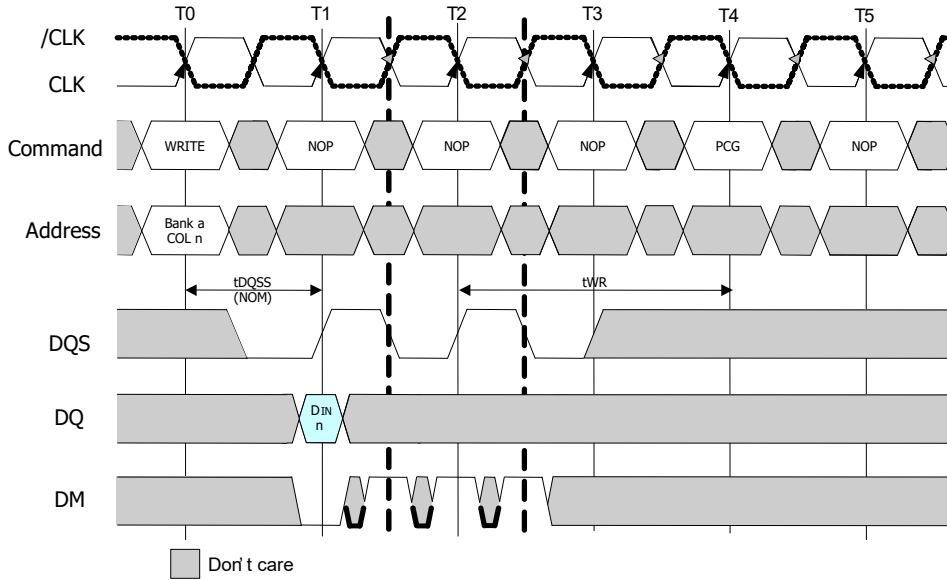 T0 T1 T2 T3 T4 T5
/CLK
CLK
Command WRITE NOP NOP NOP PCG NOP
Address Bank a
COL n
tDQSS
(NOM)
tWR
DQS
DQ DIN
n
DM
Don't care